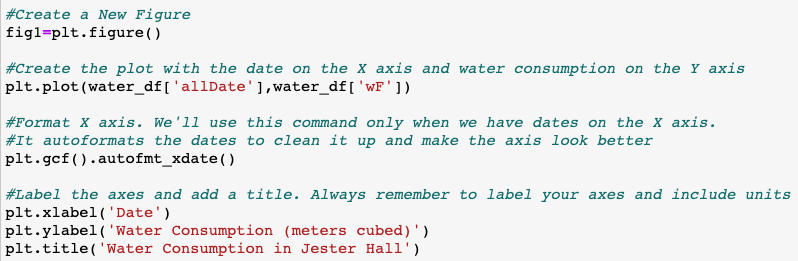 #Create a New Figure
fig1=plt.figure()
#Create the plot with the date on the X axis and water consumption on the Y axis
plt.plot(water_df['allDate'],water_df['wF'])
#Format X axis. We'll use this command only when we have dates on the X axis.
#It autoformats the dates to clean it up and make the axis look better
plt.gcf().autofmt_xdate()
#Label the axes and add a title. Always remember to label your axes and include units
plt.xlabel('Date')
plt.ylabel('Water Consumption (meters cubed)')
plt.title('Water Consumption in Jester Hall')